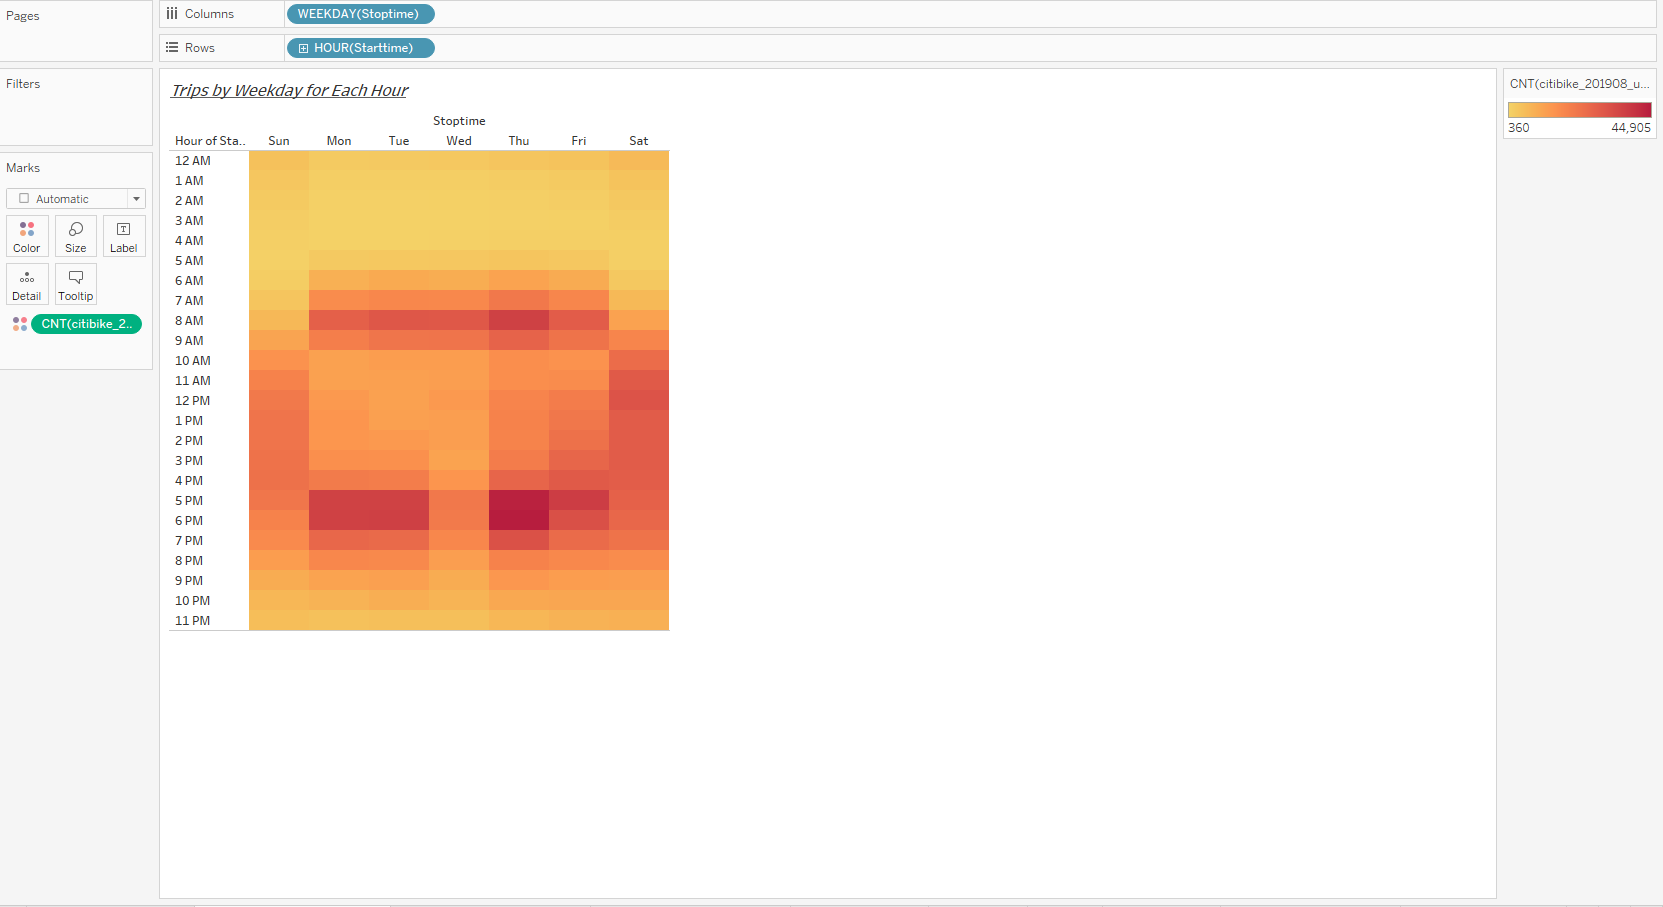 Pages
Columns
WEEKDAY(Stoptime)
Rows
HOUR(Starttime)
Filters
Marks
Automatic
Color
Size
Label
Detail
Tooltip
CNT(citibike_2..
Trips by Weekday for Each Hour
Stoptime
Hour of Sta.. Sun Mon Tue Wed Thu Fri Sat
12 AM
1 AM
2 AM
3 AM
4 AM
5 AM
6 AM
7 AM
8 AM
9 AM
10 AM
11 AM
12 PM
1 PM
2 PM
3 PM
4 PM
5 PM
6 PM
7 PM
8 PM
9 PM
10 PM
11 PM
CNT(citibike_201908_u...
360 44,905